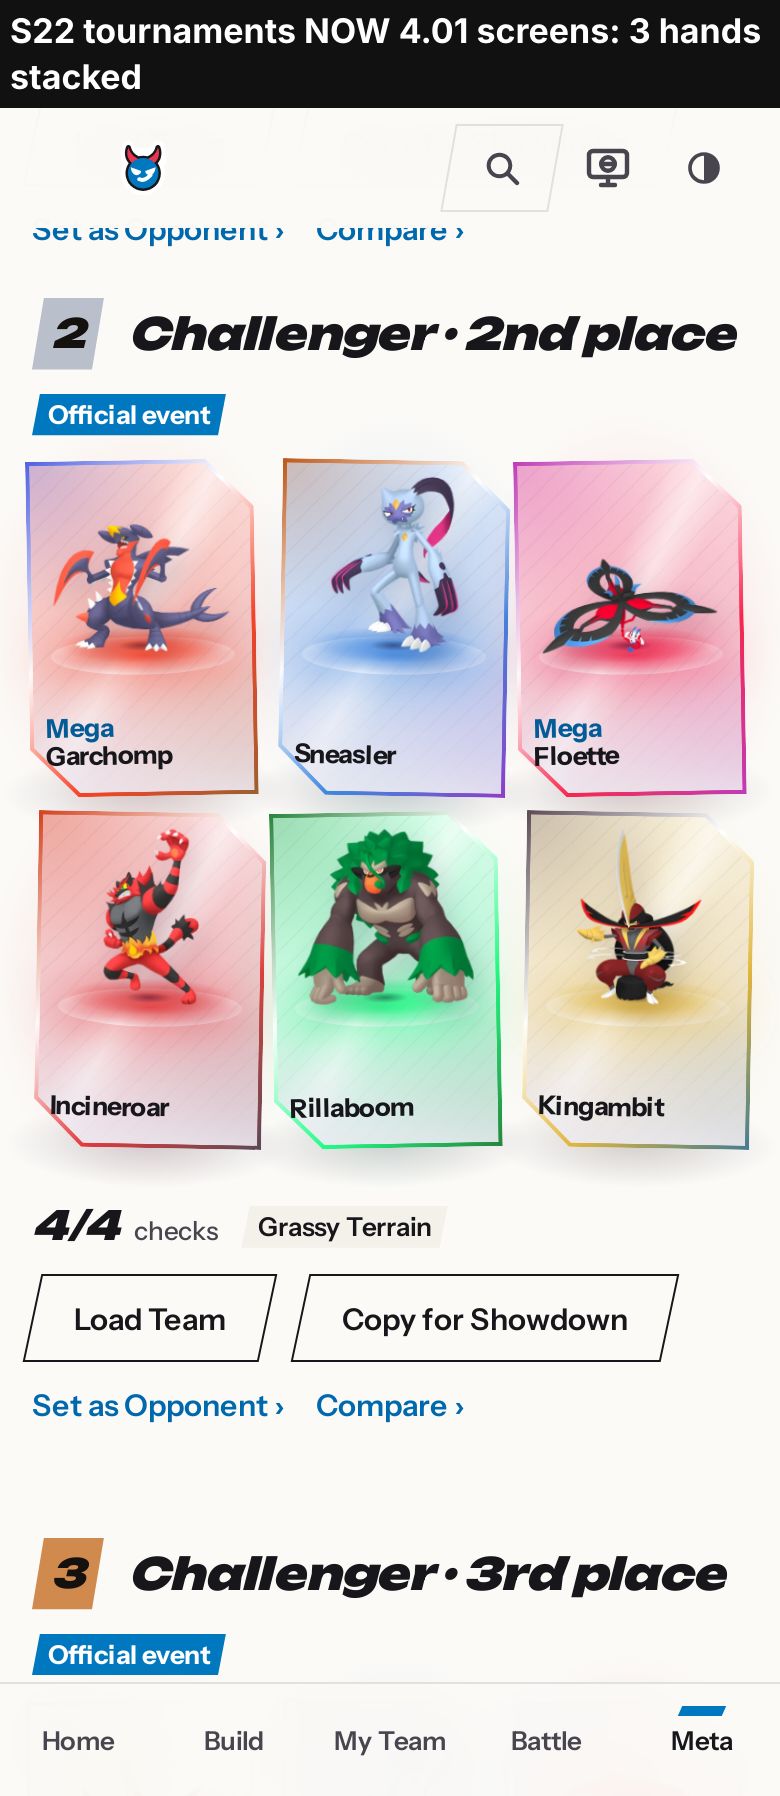 S22 tournaments NOW 4.01 screens: 3 hands
stacked
Set as Opponent › Compare ›
2 Challenger · 2nd place
Official event
Mega
Garchomp
Sneasler
Mega
Floette
Incineroar
Rillaboom
Kingambit
4/4 checks Grassy Terrain
Load Team Copy for Showdown
Set as Opponent › Compare ›
3 Challenger · 3rd place
Official event
Home Build My Team Battle Meta